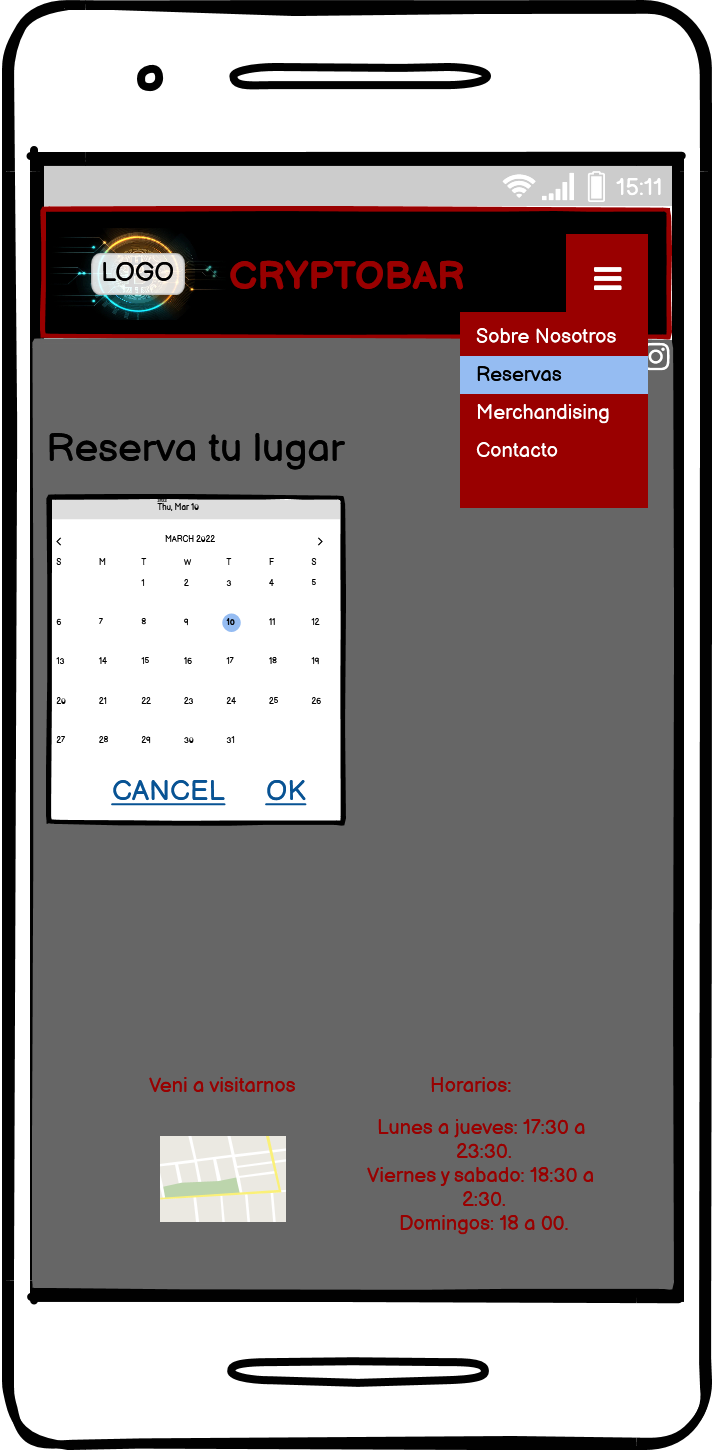 15:11
LOGO
CRYPTOBAR
Sobre Nosotros
Reservas
Merchandising
Contacto
Reserva tu lugar
Thu, Mar 10
MARCH 2022
S M T W T F S
1 2 3 4 5
6 7 8 9 10 11 12
13 14 15 16 17 18 19
20 21 22 23 24 25 26
27 28 29 30 31
CANCEL OK
Veni a visitarnos
Horarios:
Lunes a jueves: 17:30 a
23:30.
Viernes y sabado: 18:30 a
2:30.
Domingos: 18 a 00.